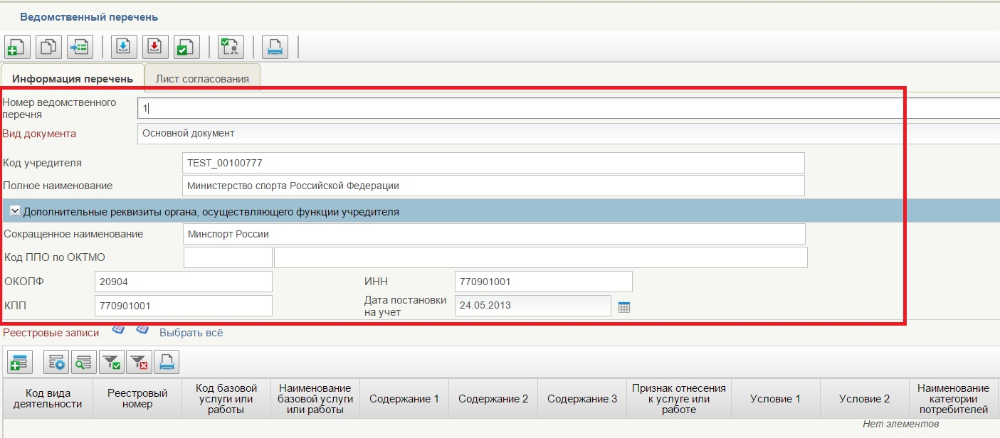 Ведомственный перечень
Информация перечень
Лист согласования
Номер ведомственного
перечня
1
Вид документа
Основной документ
Код учредителя
TEST_00100777
Полное наименование
Министерство спорта Российской Федерации
Дополнительные реквизиты органа, осуществляющего функции учредителя
Сокращенное наименование
Минспорт России
Код ППО по ОКТМО
ОКОПФ
20904
ИНН
770901001
КПП
770901001
Дата постановки
на учет
24.05.2013
Реестровые записи
Выбрать всё
Код вида
деятельности
Реестровый
номер
Код базовой
услуги или
работы
Наименование
базовой услуги
или работы
Содержание 1
Содержание 2
Содержание 3
Признак отнесения
к услуге или
работе
Условие 1
Условие 2
Наименование
категории
потребителей
Нет элементов